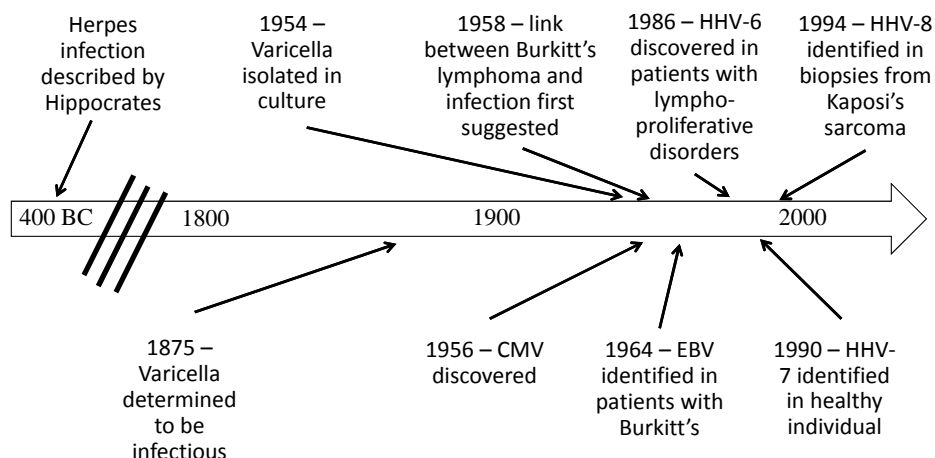 Herpes
infection
described by
Hippocrates
1954 –
Varicella
isolated in
culture
1958 – link
between Burkitt's
lymphoma and
infection first
suggested
1986 – HHV-6
discovered in
patients with
lympho-
proliferative
disorders
1994 – HHV-8
identified in
biopsies from
Kaposi's
sarcoma
400 BC
1800
1900
2000
1875 –
Varicella
determined
to be
infectious
1956 – CMV
discovered
1964 – EBV
identified in
patients with
Burkitt's
1990 – HHV-
7 identified
in healthy
individual